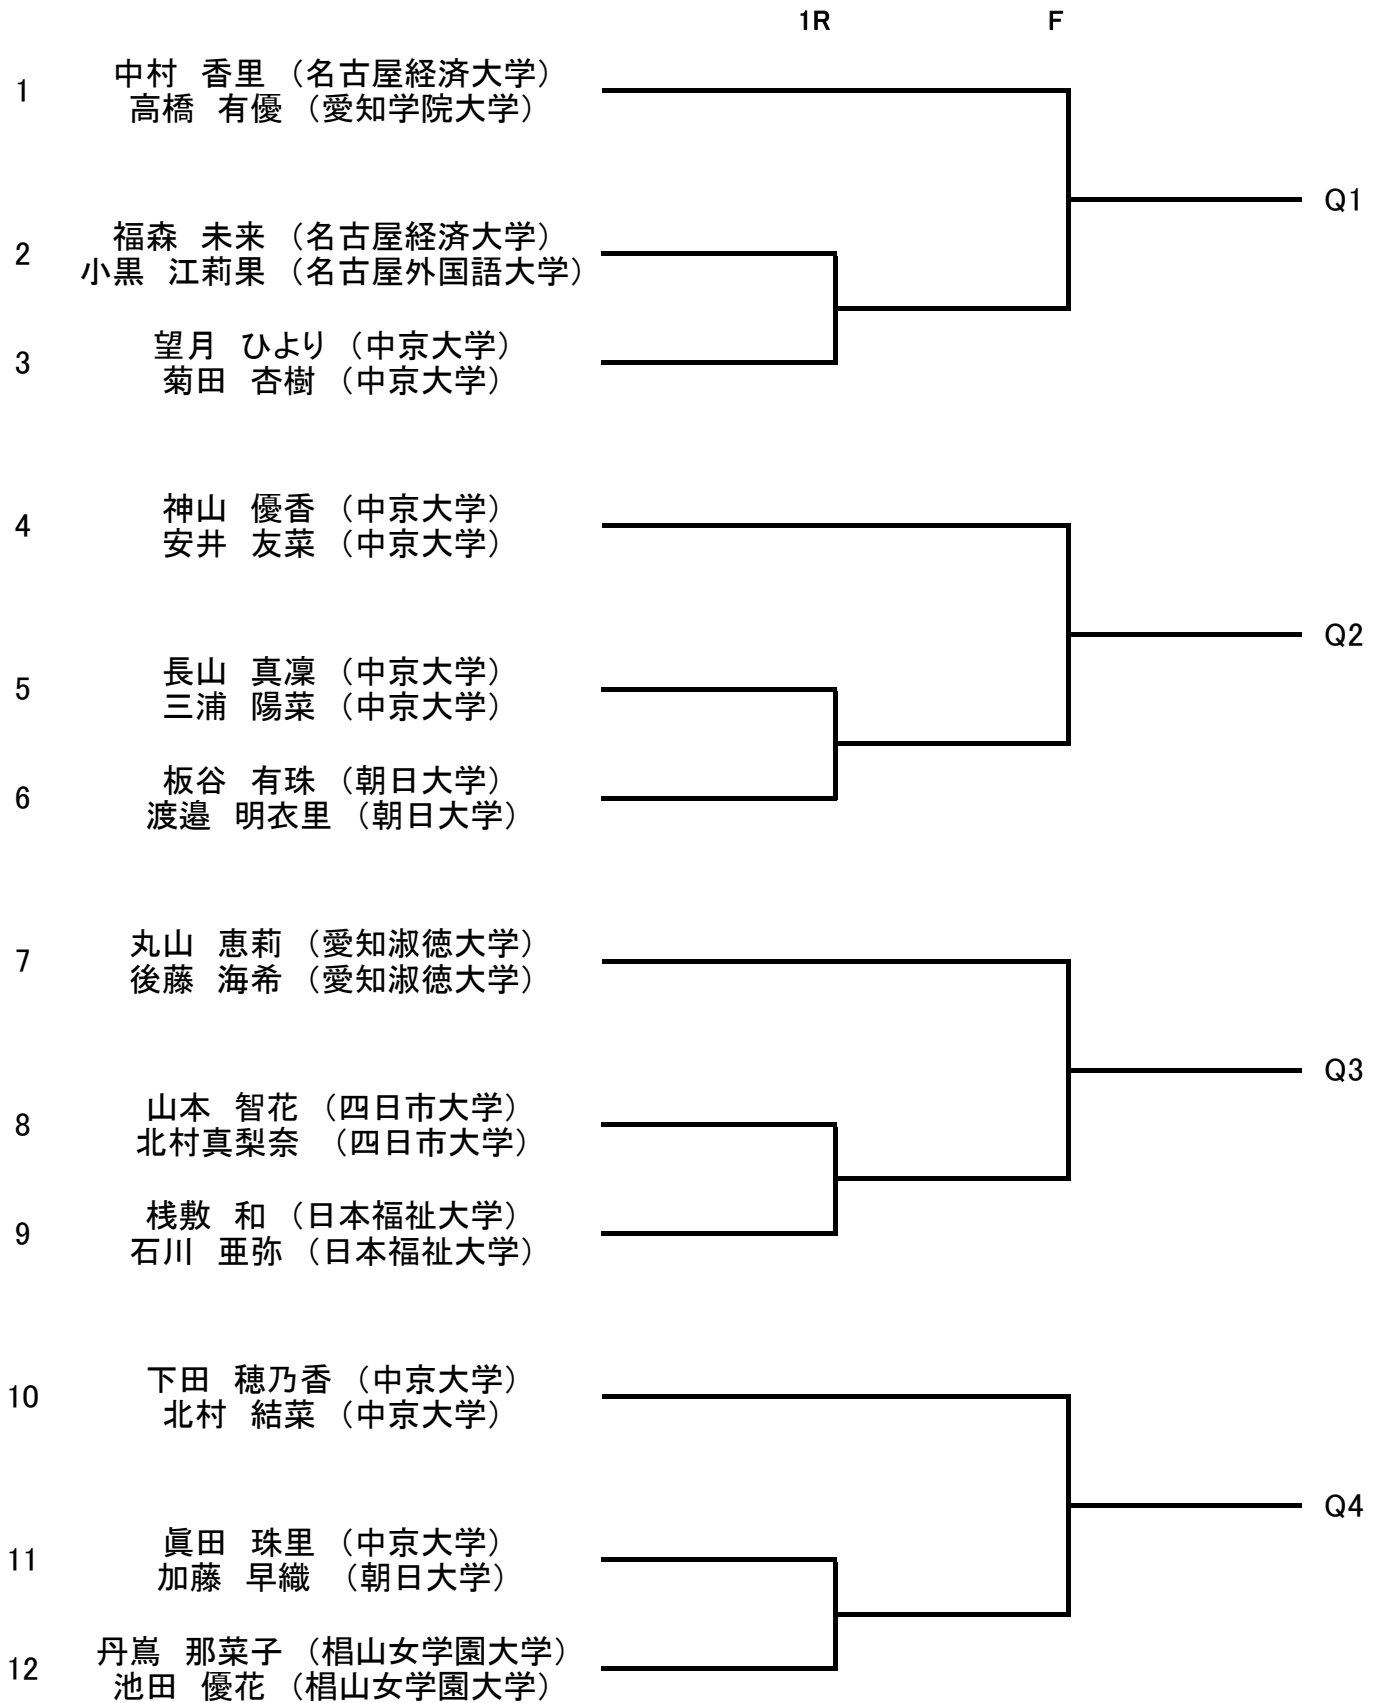 1R F
1 中村 香里 (名古屋経済大学)
高橋 有優 (愛知学院大学)
Q1
2 福森 未来 (名古屋経済大学)
小黒 江莉果 (名古屋外国語大学)
3 望月 ひより (中京大学)
菊田 杏樹 (中京大学)
4 神山 優香 (中京大学)
安井 友菜 (中京大学)
Q2
5 長山 真凜 (中京大学)
三浦 陽菜 (中京大学)
6 板谷 有珠 (朝日大学)
渡邉 明衣里 (朝日大学)
7 丸山 恵莉 (愛知淑徳大学)
後藤 海希 (愛知淑徳大学)
Q3
8 山本 智花 (四日市大学)
北村真梨奈 (四日市大学)
9 桟敷 和 (日本福祉大学)
石川 亜弥 (日本福祉大学)
10 下田 穂乃香 (中京大学)
北村 結菜 (中京大学)
Q4
11 眞田 珠里 (中京大学)
加藤 早織 (朝日大学)
12 丹嶌 那菜子 (椙山女学園大学)
池田 優花 (椙山女学園大学)